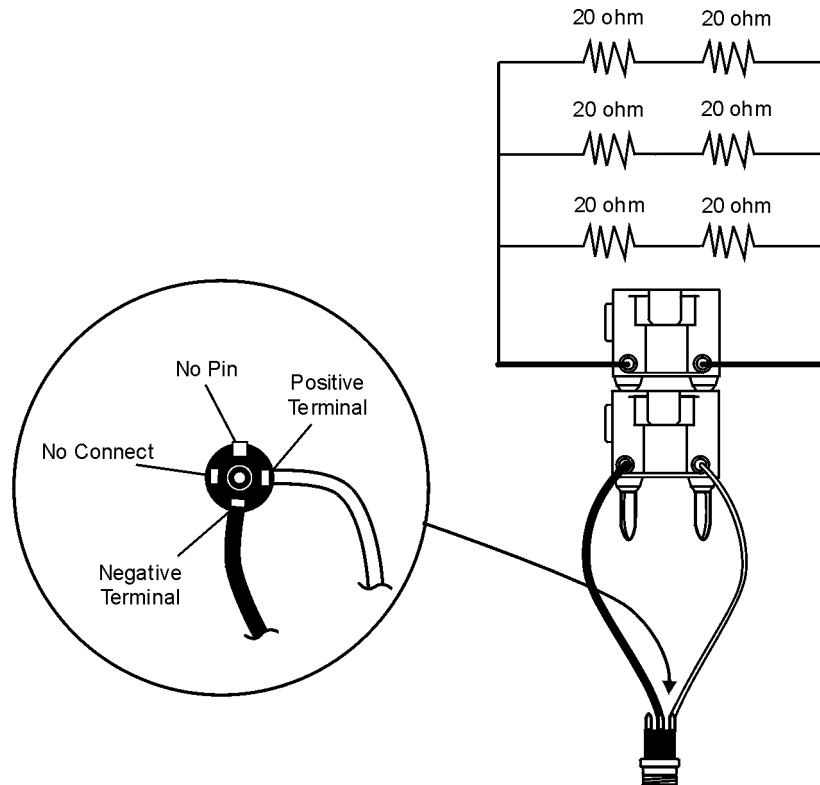 20 ohm 20 ohm
20 ohm 20 ohm
20 ohm 20 ohm
No Pin
Positive
Terminal
No Connect
Negative
Terminal